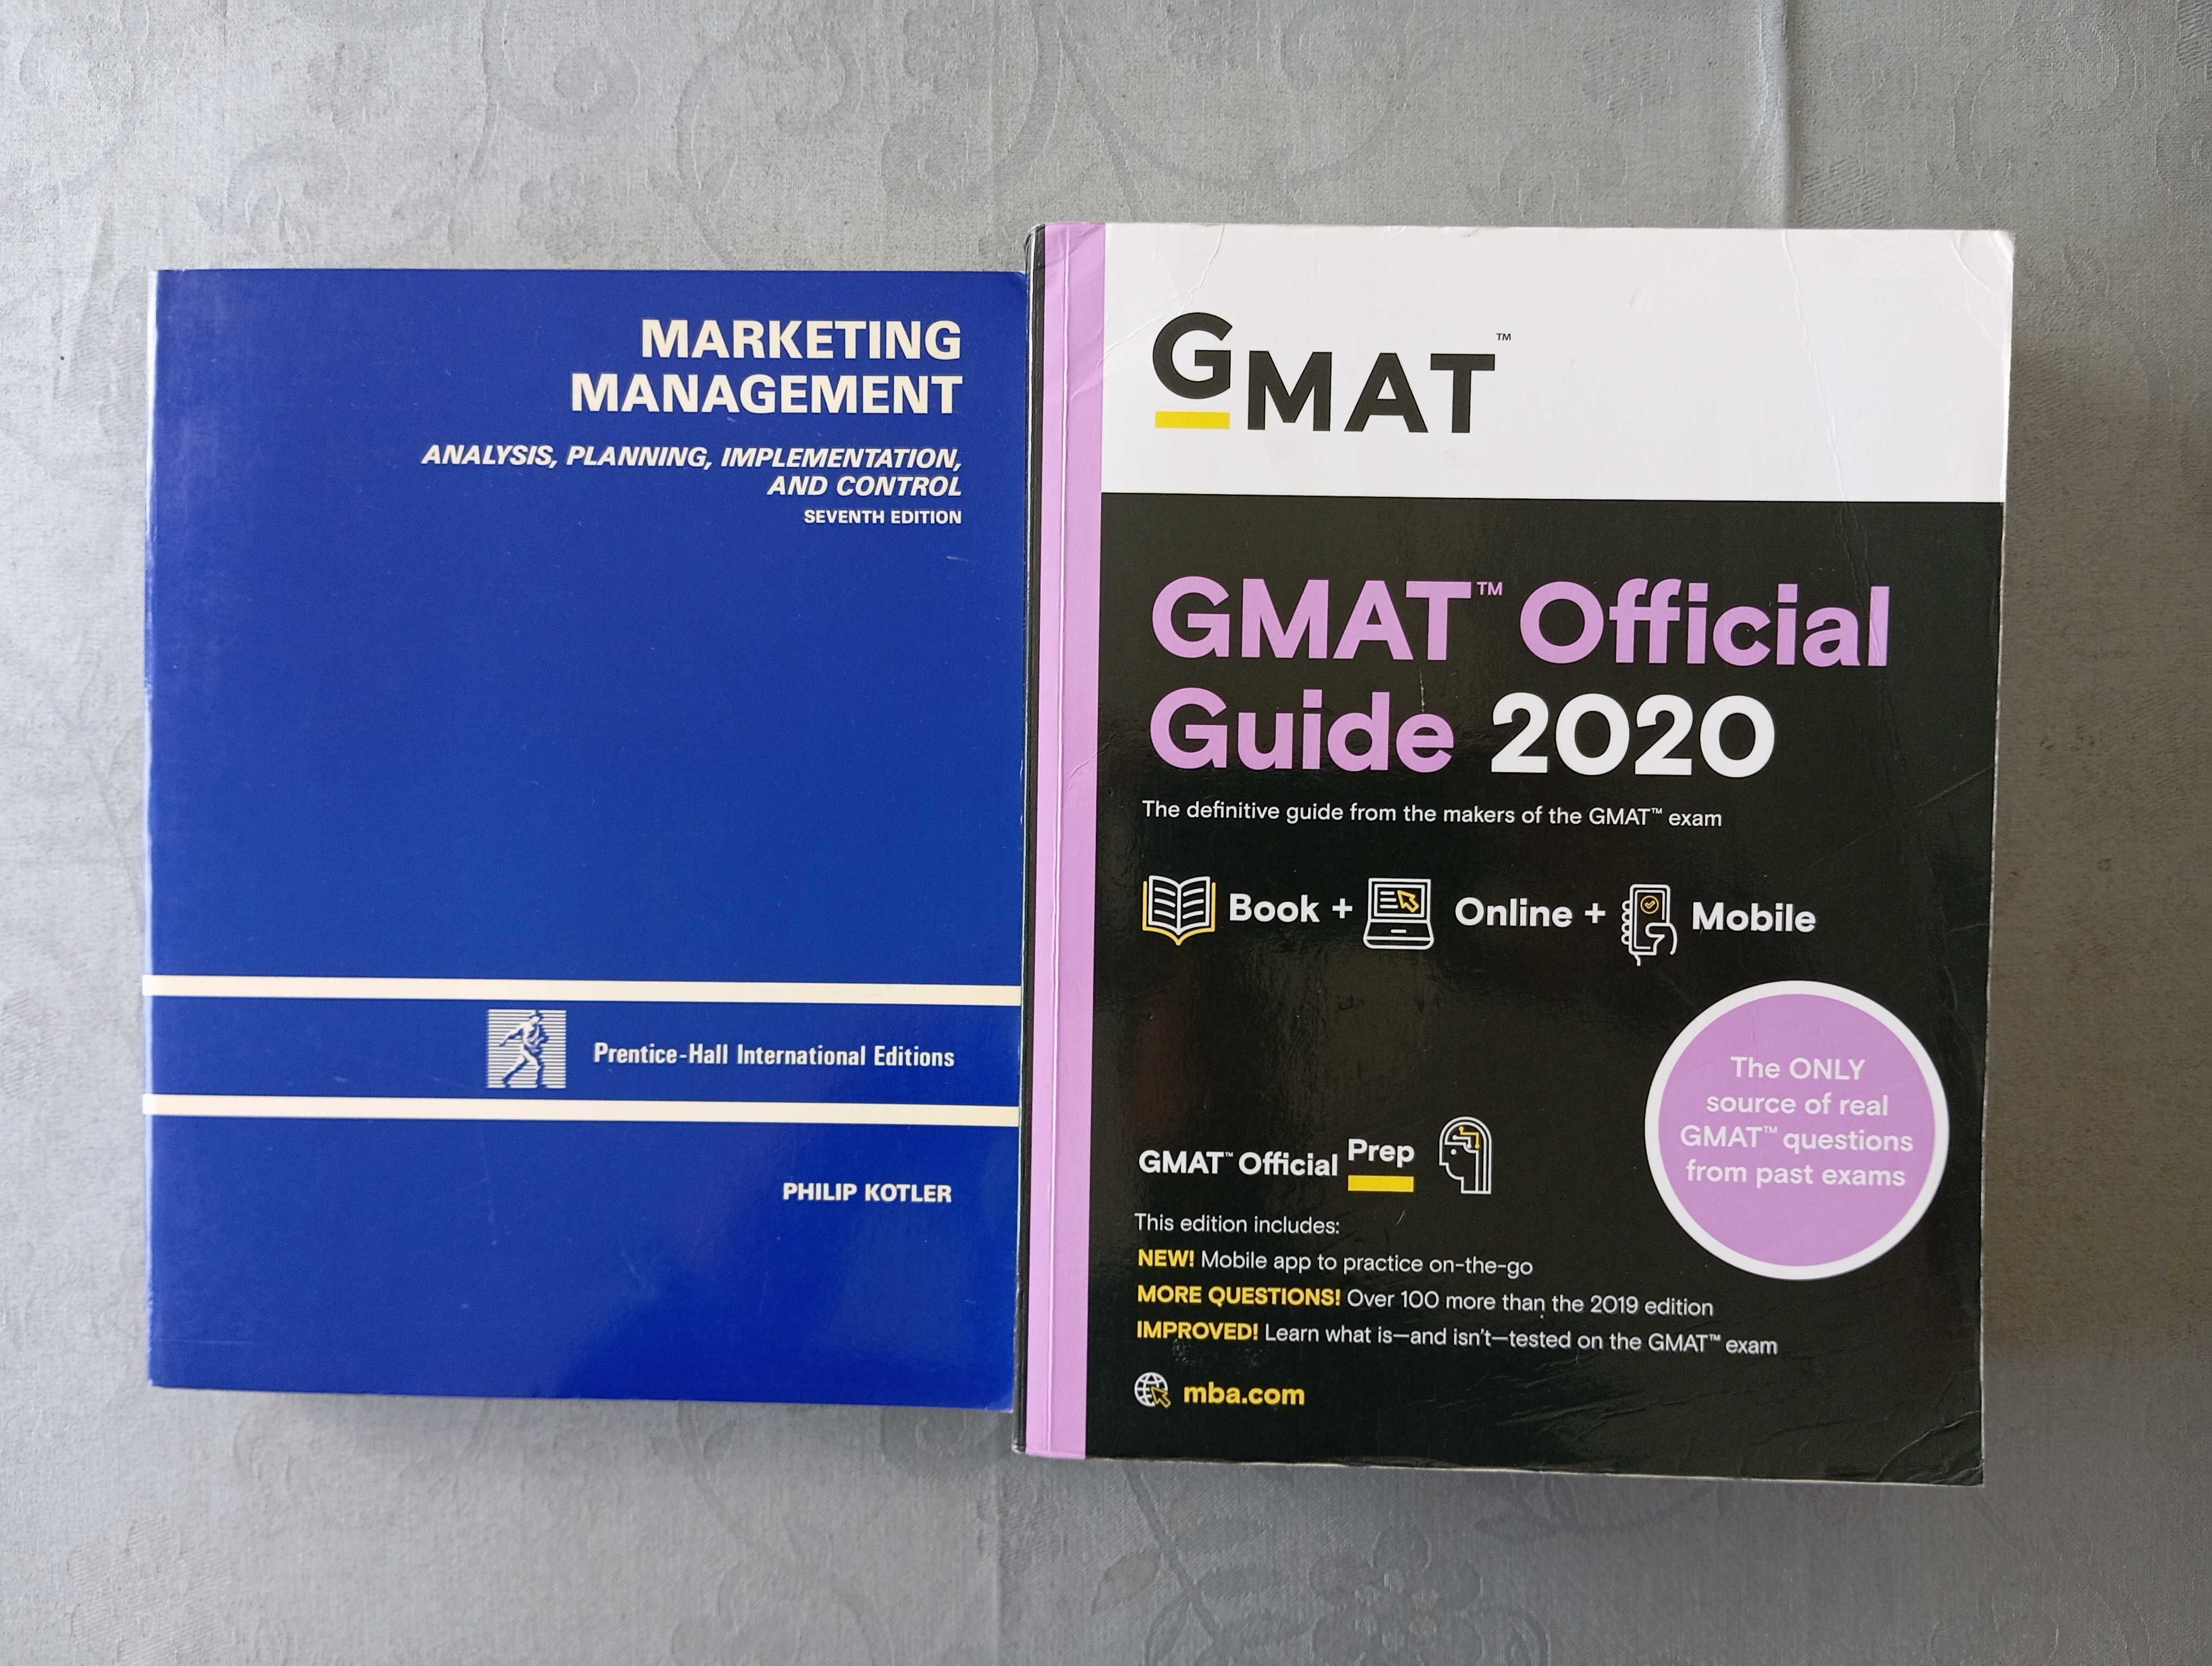 MARKETING
MANAGEMENT
ANALYSIS, PLANNING, IMPLEMENTATION,
AND CONTROL
SEVENTH EDITION
Prentice-Hall International Editions
PHILIP KOTLER
GMAT™
GMAT™ Official
Guide 2020
The definitive guide from the makers of the GMAT™ exam
Book + Online + Mobile
The ONLY
source of real
GMAT™ questions
from past exams
GMAT™ Official Prep
This edition includes:
NEW! Mobile app to practice on-the-go
MORE QUESTIONS! Over 100 more than the 2019 edition
IMPROVED! Learn what is—and isn't—tested on the GMAT™ exam
mba.com